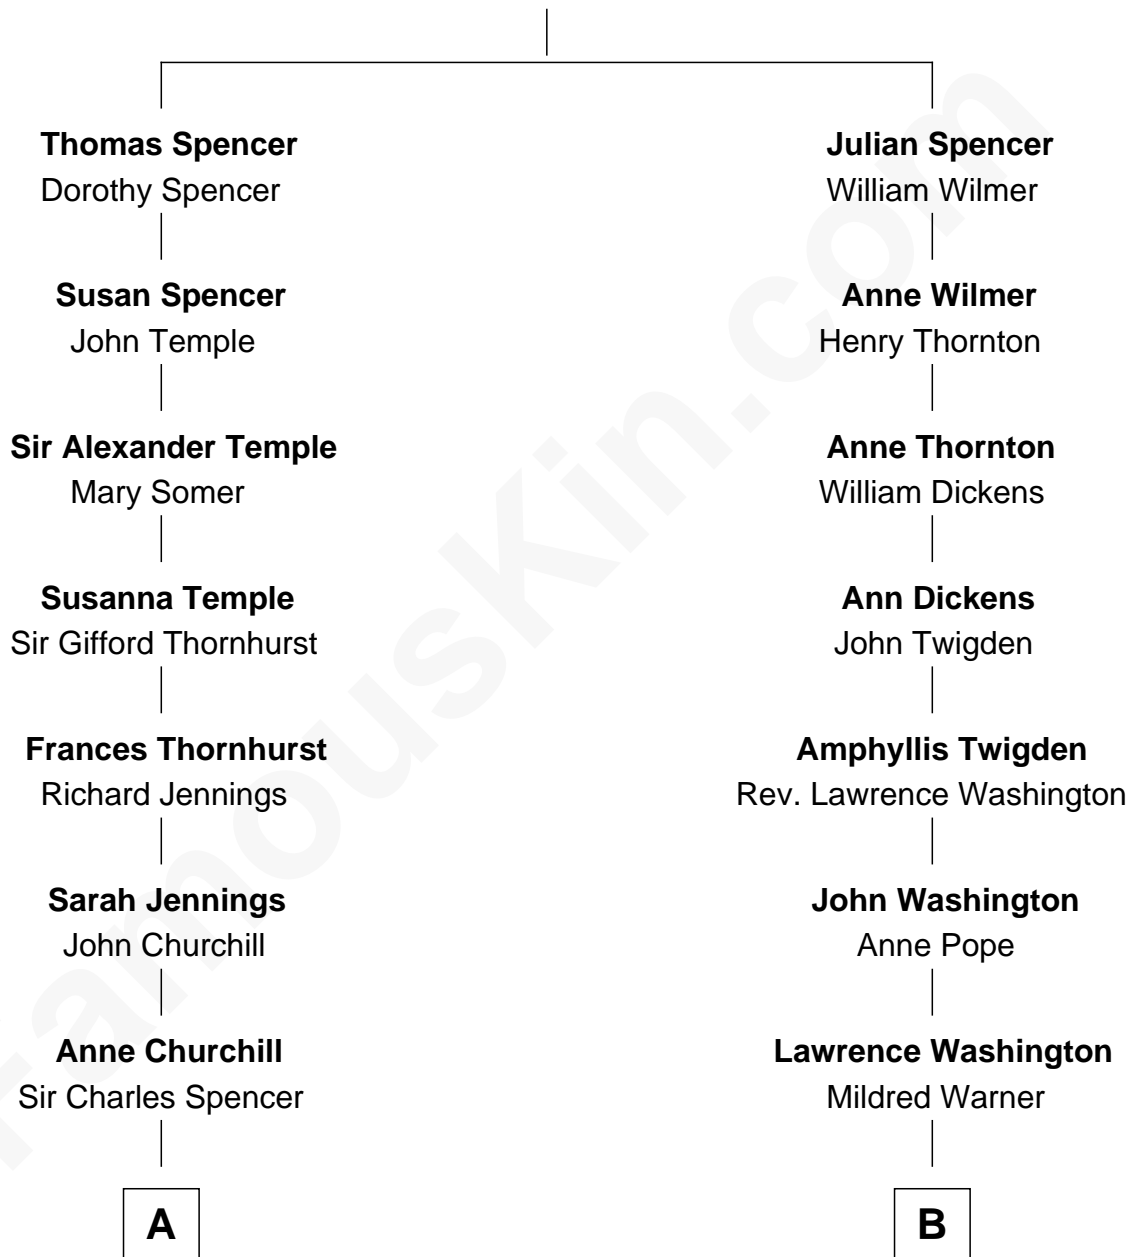 Thomas Spencer
Dorothy Spencer
Susan Spencer
John Temple
Sir Alexander Temple
Mary Somer
Susanna Temple
Sir Gifford Thornhurst
Frances Thornhurst
Richard Jennings
Sarah Jennings
John Churchill
Anne Churchill
Sir Charles Spencer
A
Julian Spencer
William Wilmer
Anne Wilmer
Henry Thornton
Anne Thornton
William Dickens
Ann Dickens
John Twigden
Amphyllis Twigden
Rev. Lawrence Washington
John Washington
Anne Pope
Lawrence Washington
Mildred Warner
B
FamousKin.com